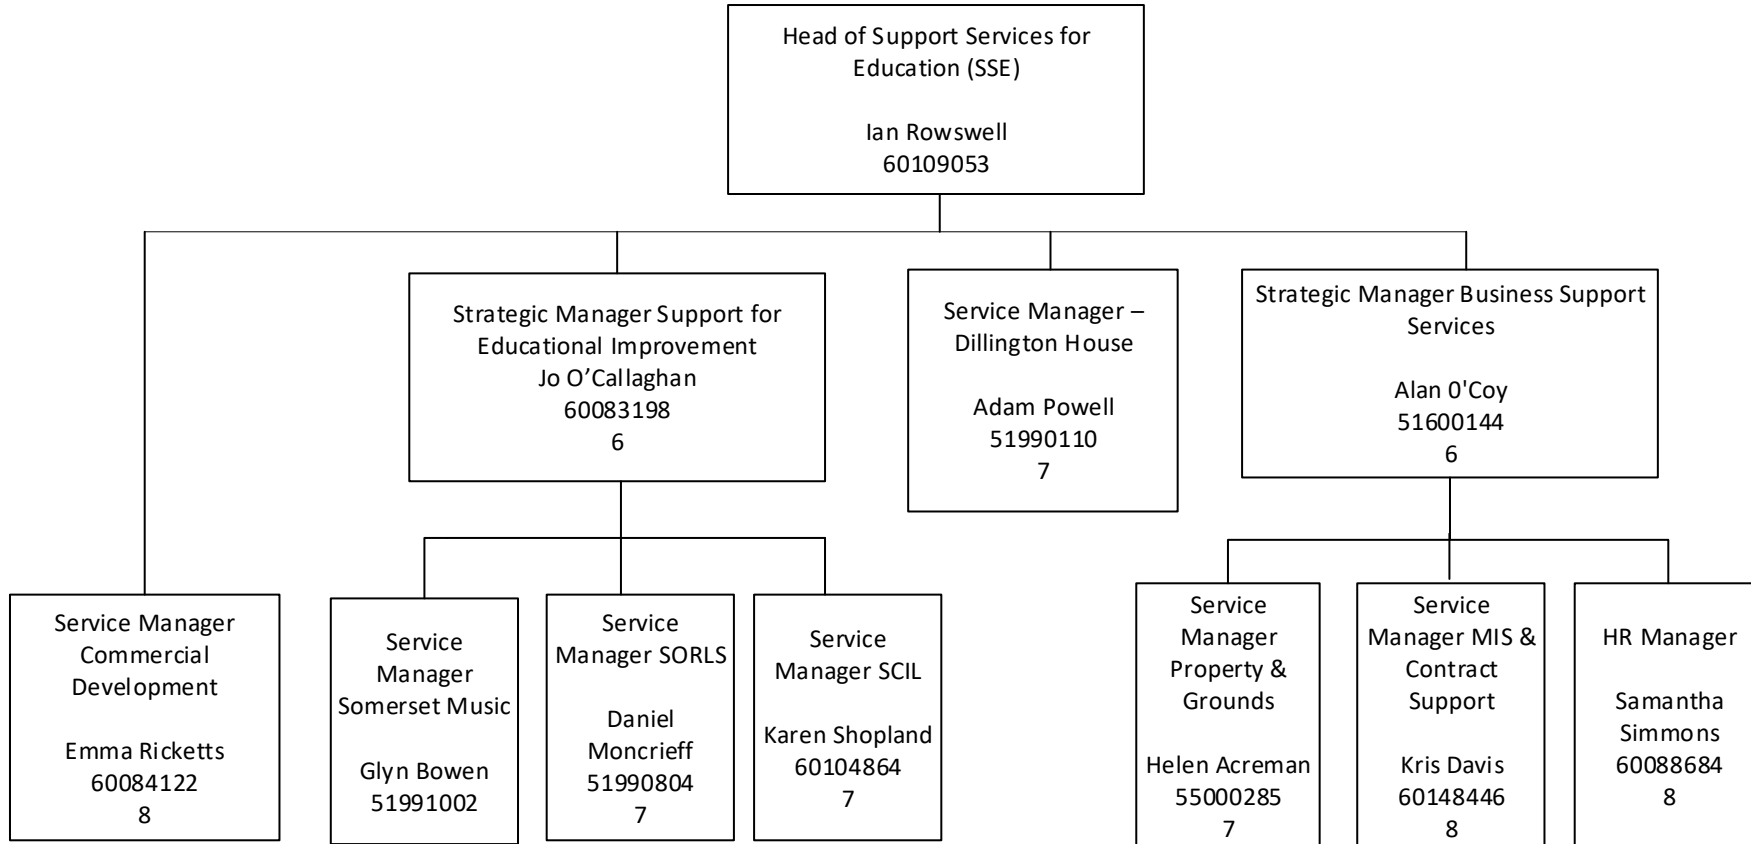 Head of Support Services for
Education (SSE)
Ian Rowswell
60109053
Strategic Manager Support for
Educational Improvement
Jo O’Callaghan
60083198
6
Service Manager –
Dillington House
Adam Powell
51990110
7
Strategic Manager Business Support
Services
Alan 0'Coy
51600144
6
Service Manager
Commercial
Development
Emma Ricketts
60084122
8
Service
Manager
Somerset Music
Glyn Bowen
51991002
Service
Manager SORLS
Daniel
Moncrieff
51990804
7
Service
Manager SCIL
Karen Shopland
60104864
7
Service
Manager
Property &
Grounds
Helen Acreman
55000285
7
Service
Manager MIS &
Contract
Support
Kris Davis
60148446
8
HR Manager
Samantha
Simmons
60088684
8